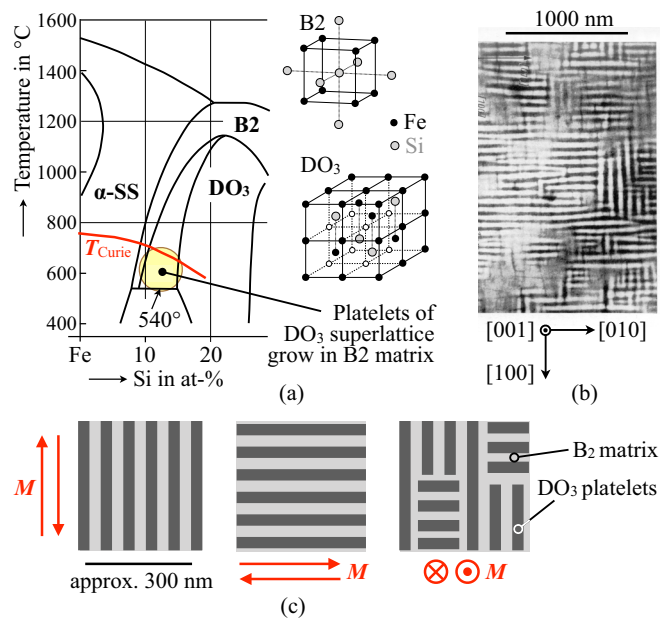 Temperature in °C
1600
1400
1200
1000
800
600
400
α-SS
B2
DO3
TCurie
540°
Fe
10
20
Si in at-%
(a)
B2
Fe
Si
DO3
Platelets of
DO3 superlattice
grow in B2 matrix
1000 nm
[001]
[010]
[100]
(b)
M
approx. 300 nm
M
M
B2 matrix
DO3 platelets
(c)